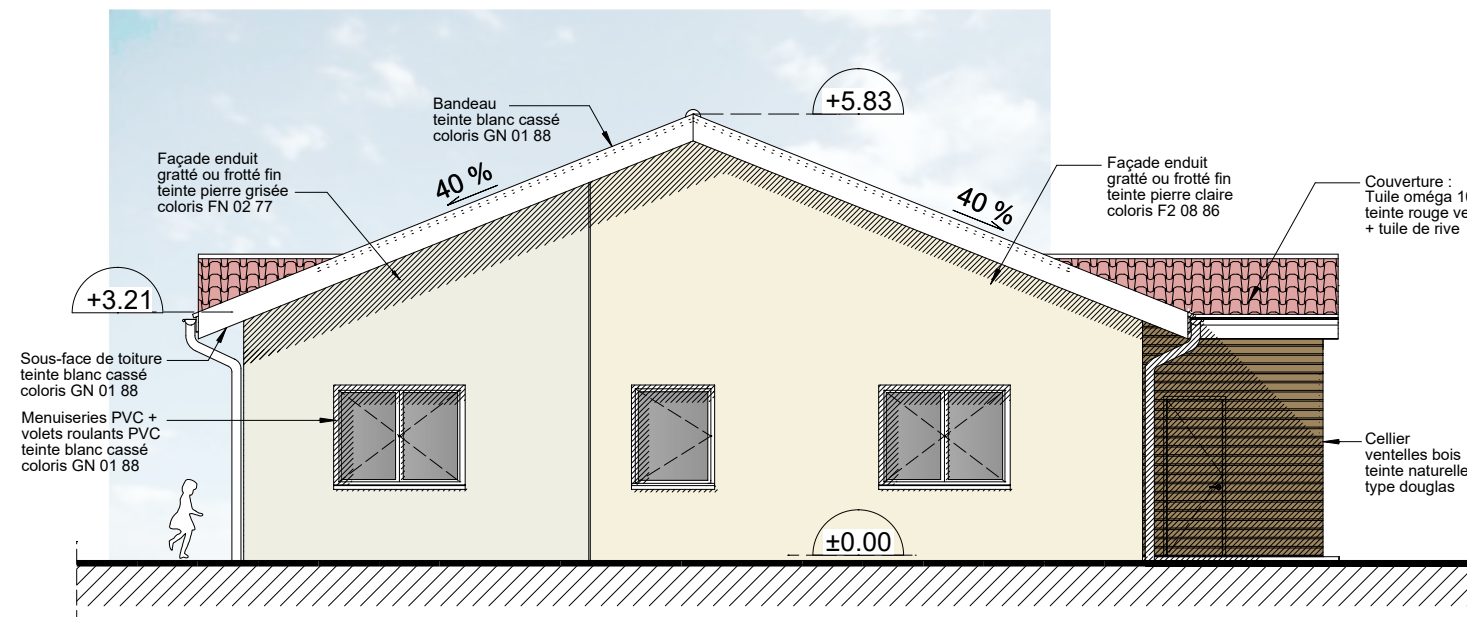 +5.83
Bandeau
teinte blanc cassé
coloris GN 01 88
Façade enduit
gratté ou frotté fin
teinte pierre grisée
coloris FN 02 77
40 %
40 %
Façade enduit
gratté ou frotté fin
teinte pierre claire
coloris F2 08 86
Couverture :
Tuile oméga
teinte rouge
+ tuile de rive
+3.21
Sous-face de toiture
teinte blanc cassé
coloris GN 01 88
Menuiseries PVC +
volets roulants PVC
teinte blanc cassé
coloris GN 01 88
Cellier
ventelles bois
teinte naturelle
type douglas
±0.00